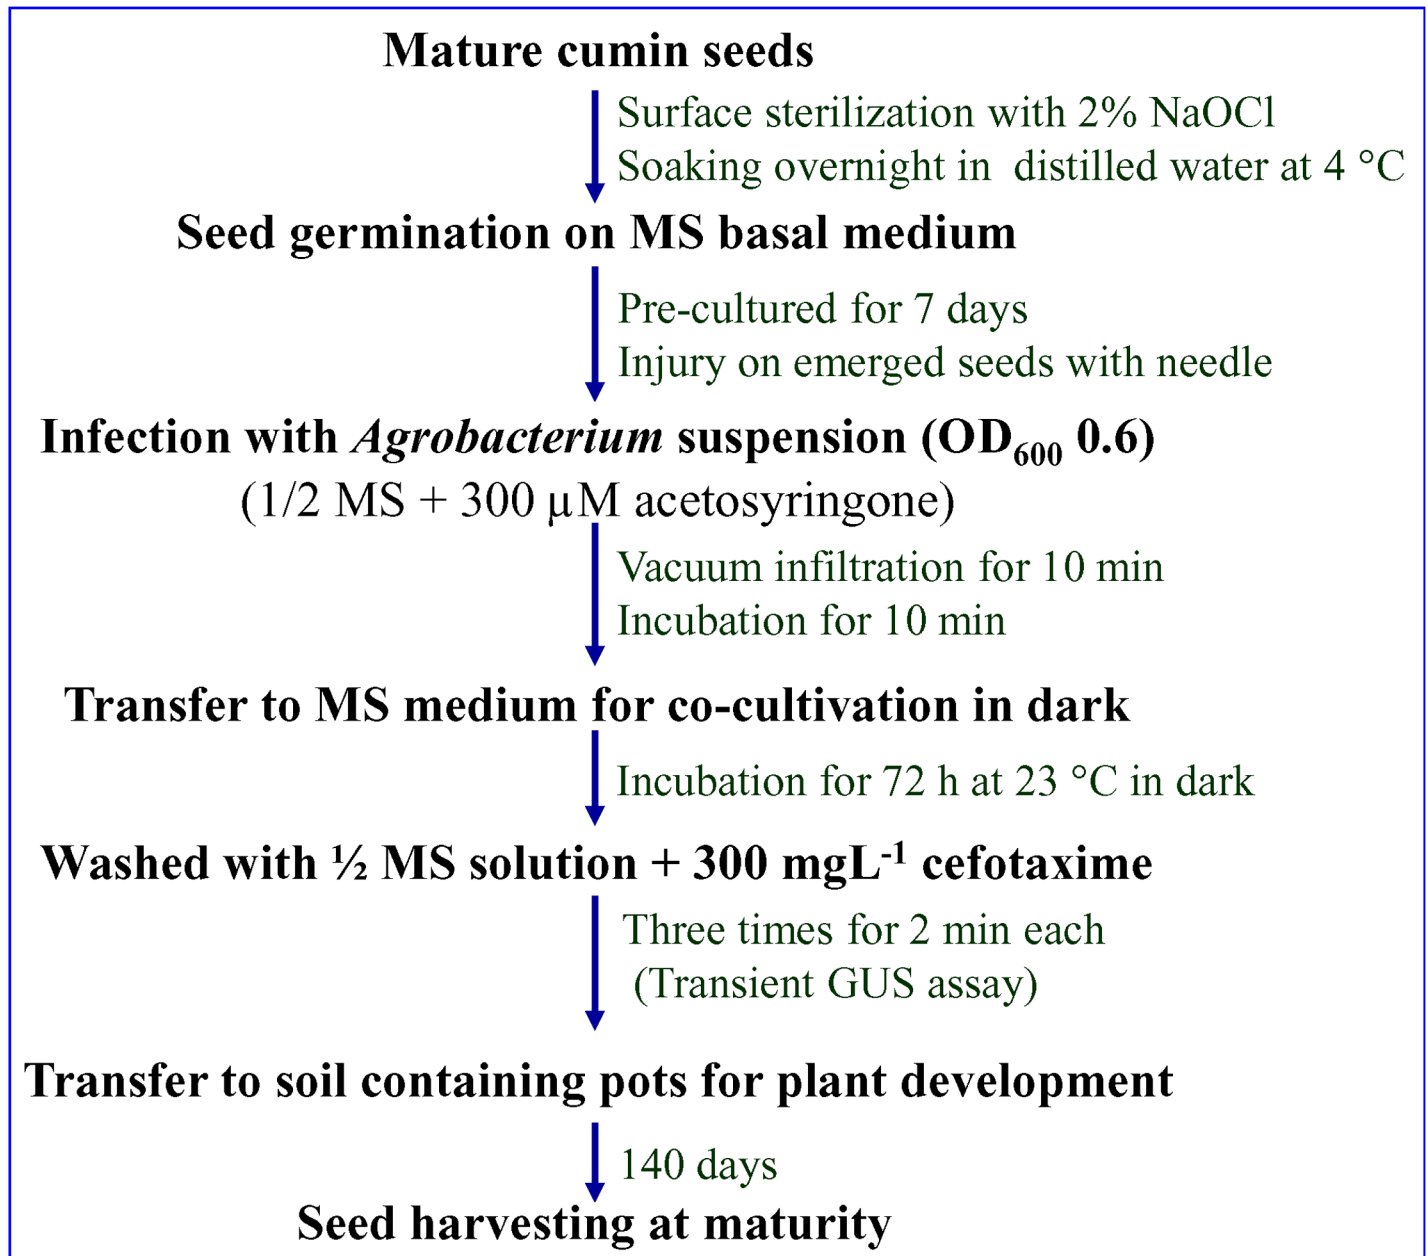 Mature cumin seeds
Surface sterilization with 2% NaOCl
Soaking overnight in distilled water at 4 °C
Seed germination on MS basal medium
Pre-cultured for 7 days
Injury on emerged seeds with needle
Infection with Agrobacterium suspension (OD₆₀₀ 0.6)
(1/2 MS + 300 µM acetosyringone)
Vacuum infiltration for 10 min
Incubation for 10 min
Transfer to MS medium for co-cultivation in dark
Incubation for 72 h at 23 °C in dark
Washed with ½ MS solution + 300 mgL⁻¹ cefotaxime
Three times for 2 min each
(Transient GUS assay)
Transfer to soil containing pots for plant development
140 days
Seed harvesting at maturity